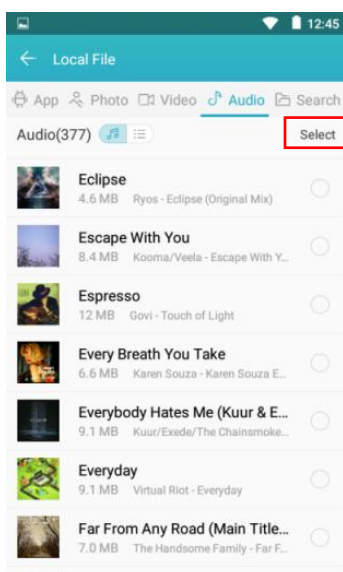 12:45
Local File
App Photo Video Audio Search
Audio(377) Select
Eclipse
4.6 MB Ryos - Eclipse (Original Mix)
Escape With You
8.4 MB Kooma/Veela - Escape With Y...
Espresso
12 MB Govi - Touch of Light
Every Breath You Take
6.6 MB Karen Souza - Karen Souza E...
Everybody Hates Me (Kuur & E...
9.1 MB Kuur/Exede/The Chainsmoke...
Everyday
9.1 MB Virtual Riot - Everyday
Far From Any Road (Main Title...
7.0 MB The Handsome Family - Far F...